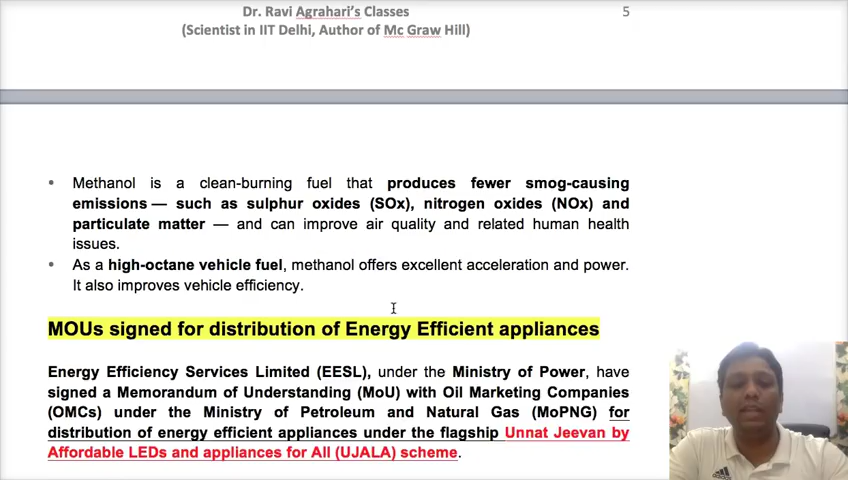 Dr. Ravi Agrahari's Classes
5
(Scientist in IIT Delhi, Author of Mc Graw Hill)
• Methanol is a clean-burning fuel that produces fewer smog-causing
emissions— such as sulphur oxides (SOx), nitrogen oxides (NOx) and
particulate matter — and can improve air quality and related human health
issues.
• As a high-octane vehicle fuel, methanol offers excellent acceleration and power.
It also improves vehicle efficiency.
MOUs signed for distribution of Energy Efficient appliances
Energy Efficiency Services Limited (EESL), under the Ministry of Power, have
signed a Memorandum of Understanding (MoU) with Oil Marketing Companies
(OMCs) under the Ministry of Petroleum and Natural Gas (MoPNG) for
distribution of energy efficient appliances under the flagship Unnat Jeevan by
Affordable LEDs and appliances for All (UJALA) scheme.